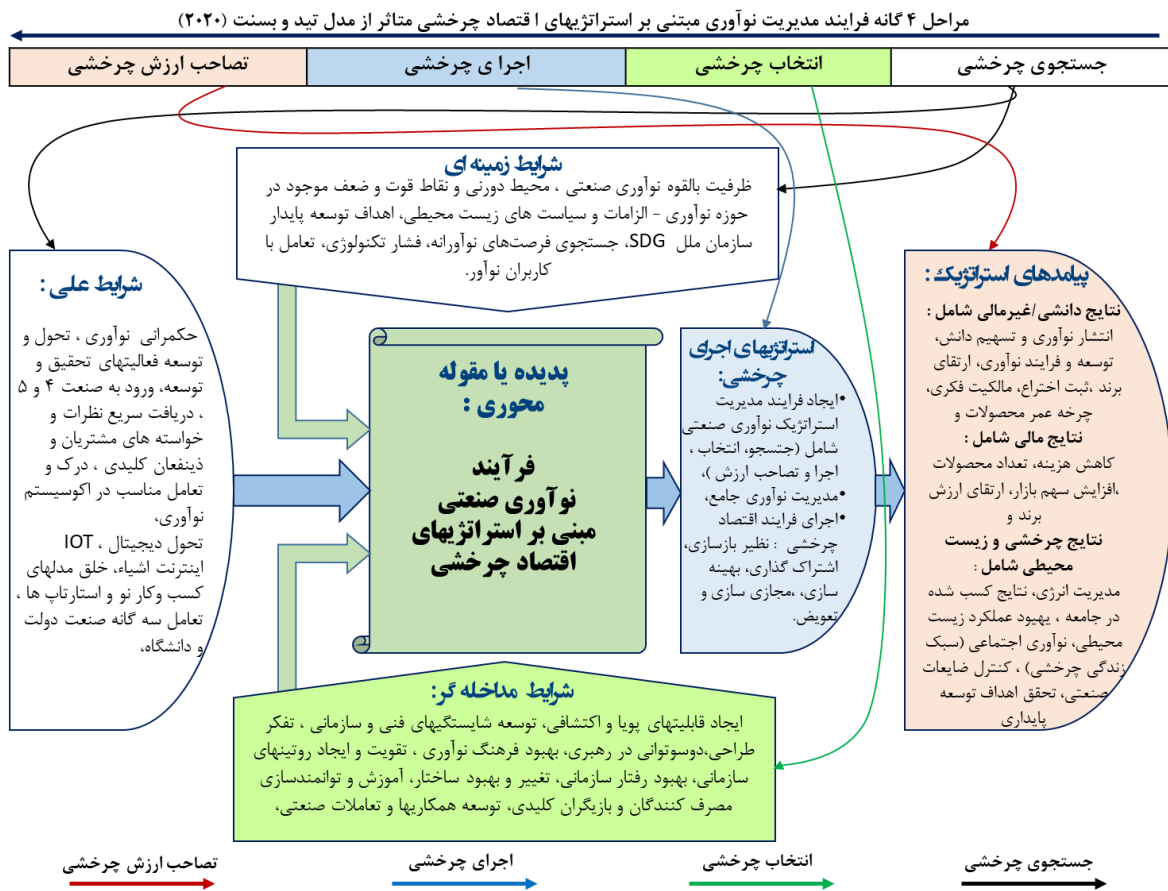 مراحل ۴ گانه فرایند مدیریت نوآوری مبتنی بر استراتژیهای ا قتصاد چرخشی متاثر از مدل تید و بسنت (۲۰۲۰)
جستجوی چرخشی
انتخاب چرخشی
اجرا ی چرخشی
تصاحب ارزش چرخشی
شرایط زمینه ای
ظرفیت بالقوه نوآوری صنعتی ، محیط دورنی و نقاط قوت و ضعف موجود در
حوزه نوآوری - الزامات و سیاست های زیست محیطی، اهداف توسعه پایدار
سازمان ملل SDG، جستجوی فرصت‌های نوآورانه، فشار تکنولوژی، تعامل با
کاربران نوآور.
شرایط علی :
حکمرانی نوآوری ، تحول و
توسعه فعالیتهای تحقیق و
توسعه، ورود به صنعت ۴ و ۵
، دریافت سریع نظرات و
خواسته های مشتریان و
ذینفعان کلیدی ، درک و
تعامل مناسب در اکوسیستم
نوآوری،
تحول دیجیتال ، IOT
اینترنت اشیاء، خلق مدلهای
کسب وکار نو و استارتاپ ها ،
تعامل سه گانه صنعت دولت
و دانشگاه،
پدیده یا مقوله
محوری :
فرآیند
نوآوری صنعتی
مبنی بر استراتژیهای
اقتصاد چرخشی
استراتژیهای اجرای
چرخشی:
•ایجاد فرایند مدیریت
استراتژیک نوآوری صنعتی
شامل (جتسجو، انتخاب ،
اجرا و تصاحب ارزش )،
•مدیریت نوآوری جامع،
•اجرای فرایند اقتصاد
چرخشی : نظیر بازسازی،
اشتراک گذاری، بهینه
سازی، ،مجازی سازی و
تعویض.
پیامدهای استراتژیک :
نتایج دانشی/غیرمالی شامل :
انتشار نوآوری و تسهیم دانش،
توسعه و فرایند نوآوری، ارتقای
برند ،ثبت اختراع، مالکیت فکری،
چرخه عمر محصولات و
نتایج مالی شامل :
کاهش هزینه، تعداد محصولات
،افزایش سهم بازار، ارتقای ارزش
برند و
نتایج چرخشی و زیست
محیطی شامل :
مدیریت انرژی، نتایج کسب شده
در جامعه ، یهبود عملکرد زیست
محیطی، نوآوری اجتماعی (سبک
زندگی چرخشی) ، کنترل ضایعات
صنعتی، تحقق اهداف توسعه
پایداری
شرایط مداخله گر:
ایجاد قابلیتهای پویا و اکتشافی، توسعه شایستگیهای فنی و سازمانی ، تفکر
طراحی،دوسوتوانی در رهبری، بهبود فرهنگ نوآوری ، تقویت و ایجاد روتینهای
سازمانی، بهبود رفتار سازمانی، تغییر و بهبود ساختار، آموزش و توانمندسازی
مصرف کنندگان و بازیگران کلیدی، توسعه همکاریها و تعاملات صنعتی،
جستجوی چرخشی
انتخاب چرخشی
اجرای چرخشی
تصاحب ارزش چرخشی